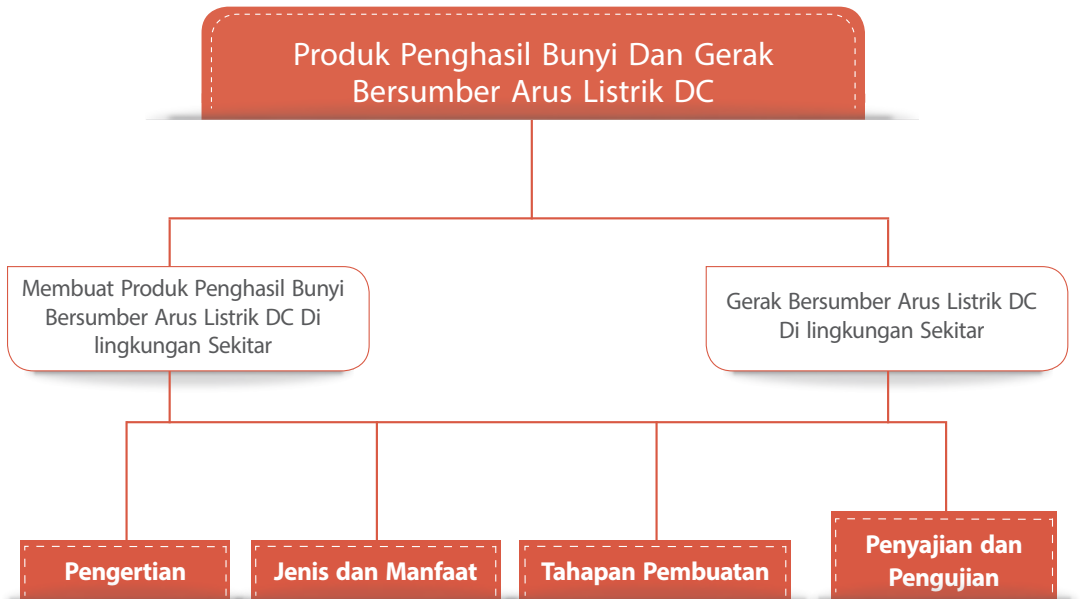 Produk Penghasil Bunyi Dan Gerak
Bersumber Arus Listrik DC
Membuat Produk Penghasil Bunyi
Bersumber Arus Listrik DC Di
lingkungan Sekitar
Gerak Bersumber Arus Listrik DC
Di lingkungan Sekitar
Pengertian
Jenis dan Manfaat
Tahapan Pembuatan
Penyajian dan
Pengujian